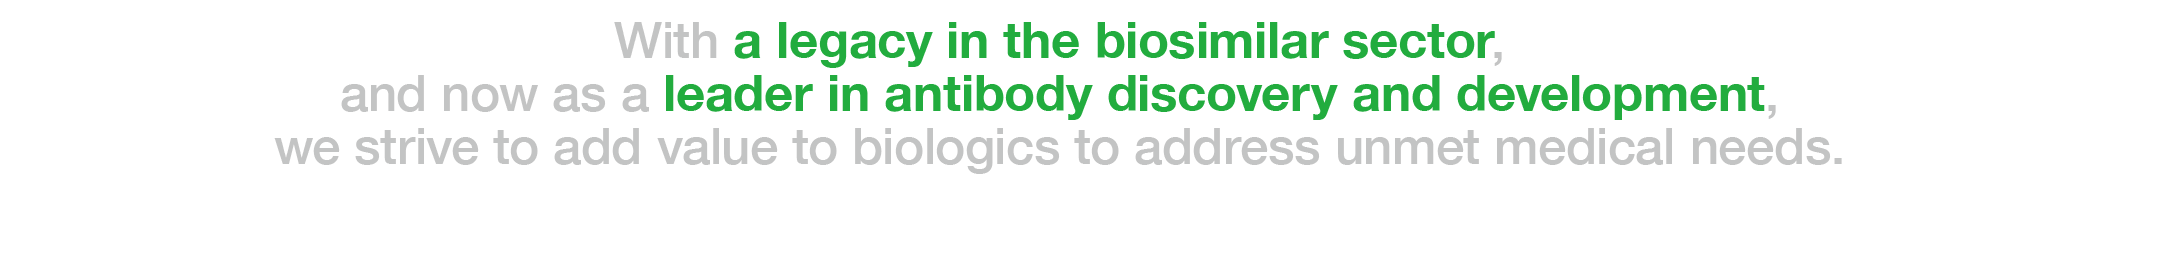 With a legacy in the biosimilar sector,
and now as a leader in antibody discovery and development,
we strive to add value to biologics to address unmet medical needs.